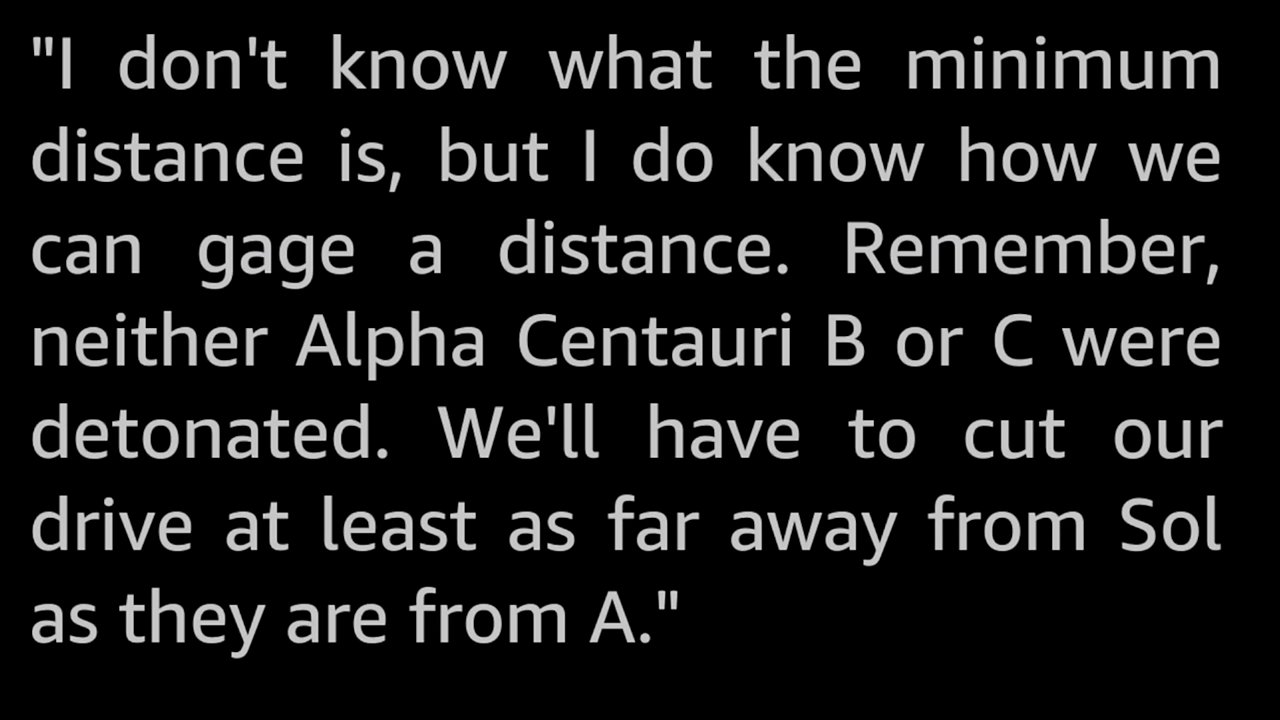 "I don't know what the minimum
distance is, but I do know how we
can gage a distance. Remember,
neither Alpha Centauri B or C were
detonated. We'll have to cut our
drive at least as far away from Sol
as they are from A."